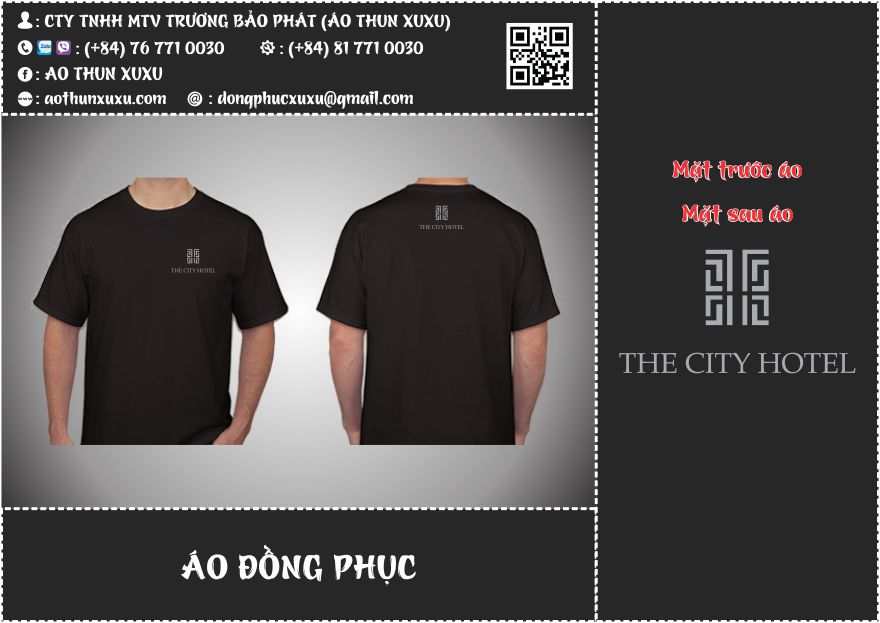 : CTY TNHH MTV TRƯƠNG BẢO PHÁT (ÁO THUN XUXU)
Zalo : (+84) 76 771 0030 : (+84) 81 771 0030
f : AO THUN XUXU
www : aothunxuxu.com @ : dongphucxuxu@gmail.com
THE CITY HOTEL
THE CITY HOTEL
ÁO ĐỒNG PHỤC
Mặt trước áo
Mặt sau áo
THE CITY HOTEL